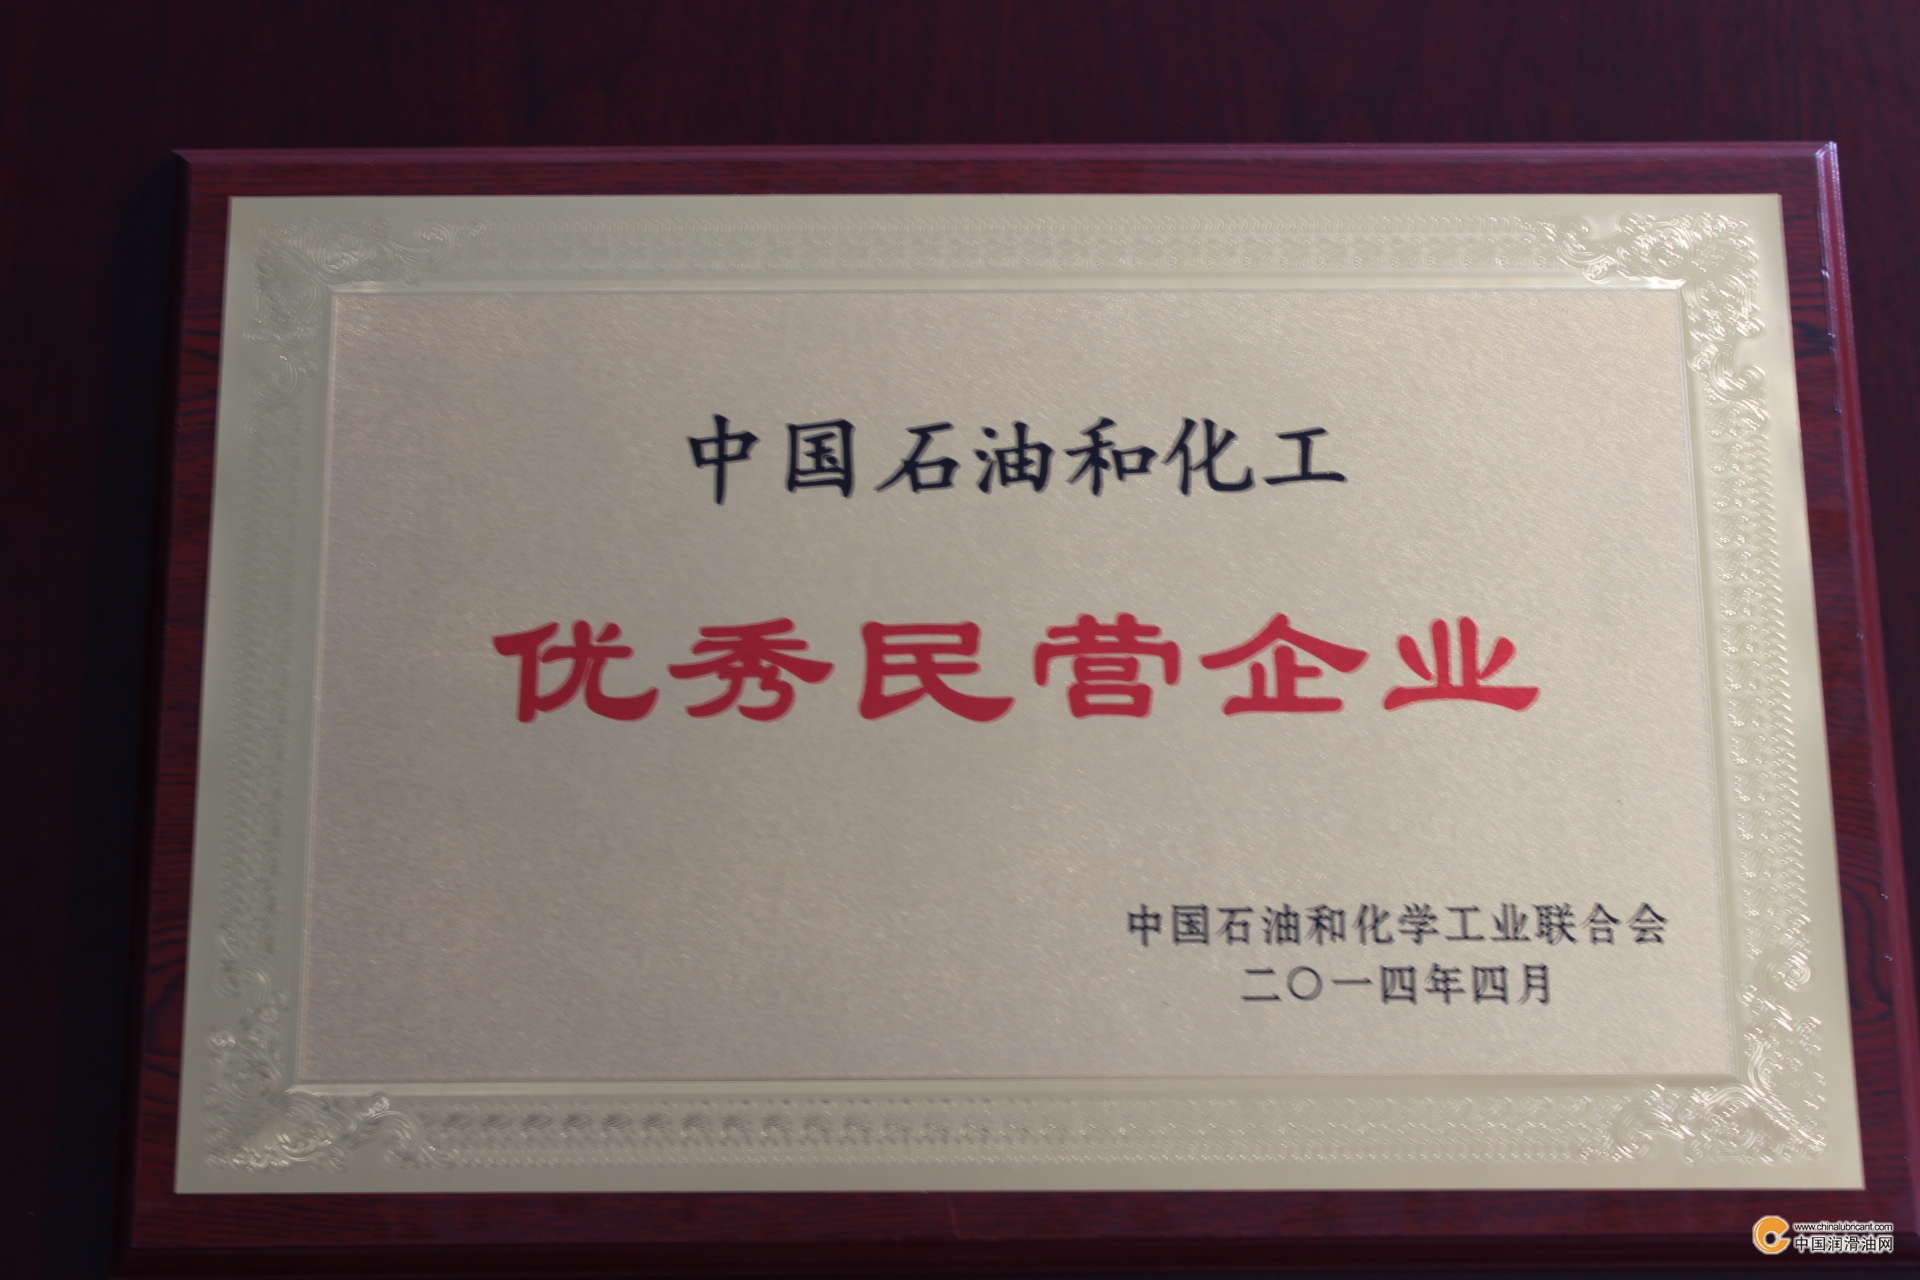 中国石油和化工
优秀民营企业
中国石油和化学工业联合会
二〇一四年四月
www.chinalubricant.com
中国润滑油网